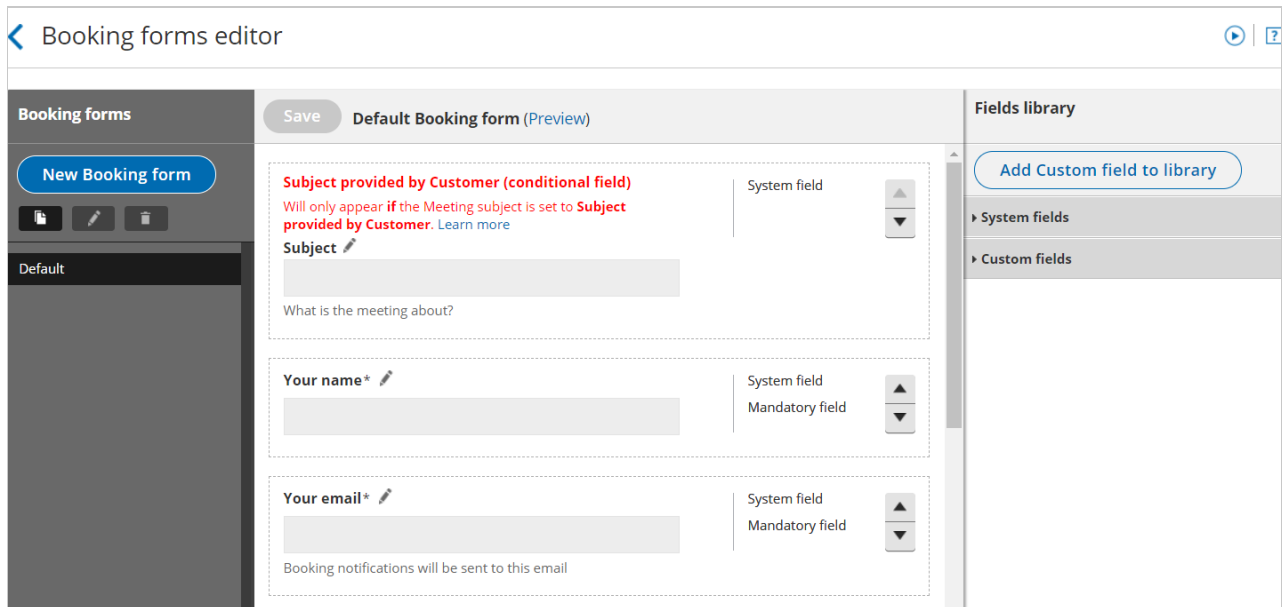 Booking forms editor
?
Booking forms
New Booking form
Default
Save
Default Booking form (Preview)
Subject provided by Customer (conditional field)
Will only appear if the Meeting subject is set to Subject
provided by Customer. Learn more
Subject
What is the meeting about?
System field
Your name*
System field
Mandatory field
Your email*
Booking notifications will be sent to this email
System field
Mandatory field
Fields library
Add Custom field to library
System fields
Custom fields